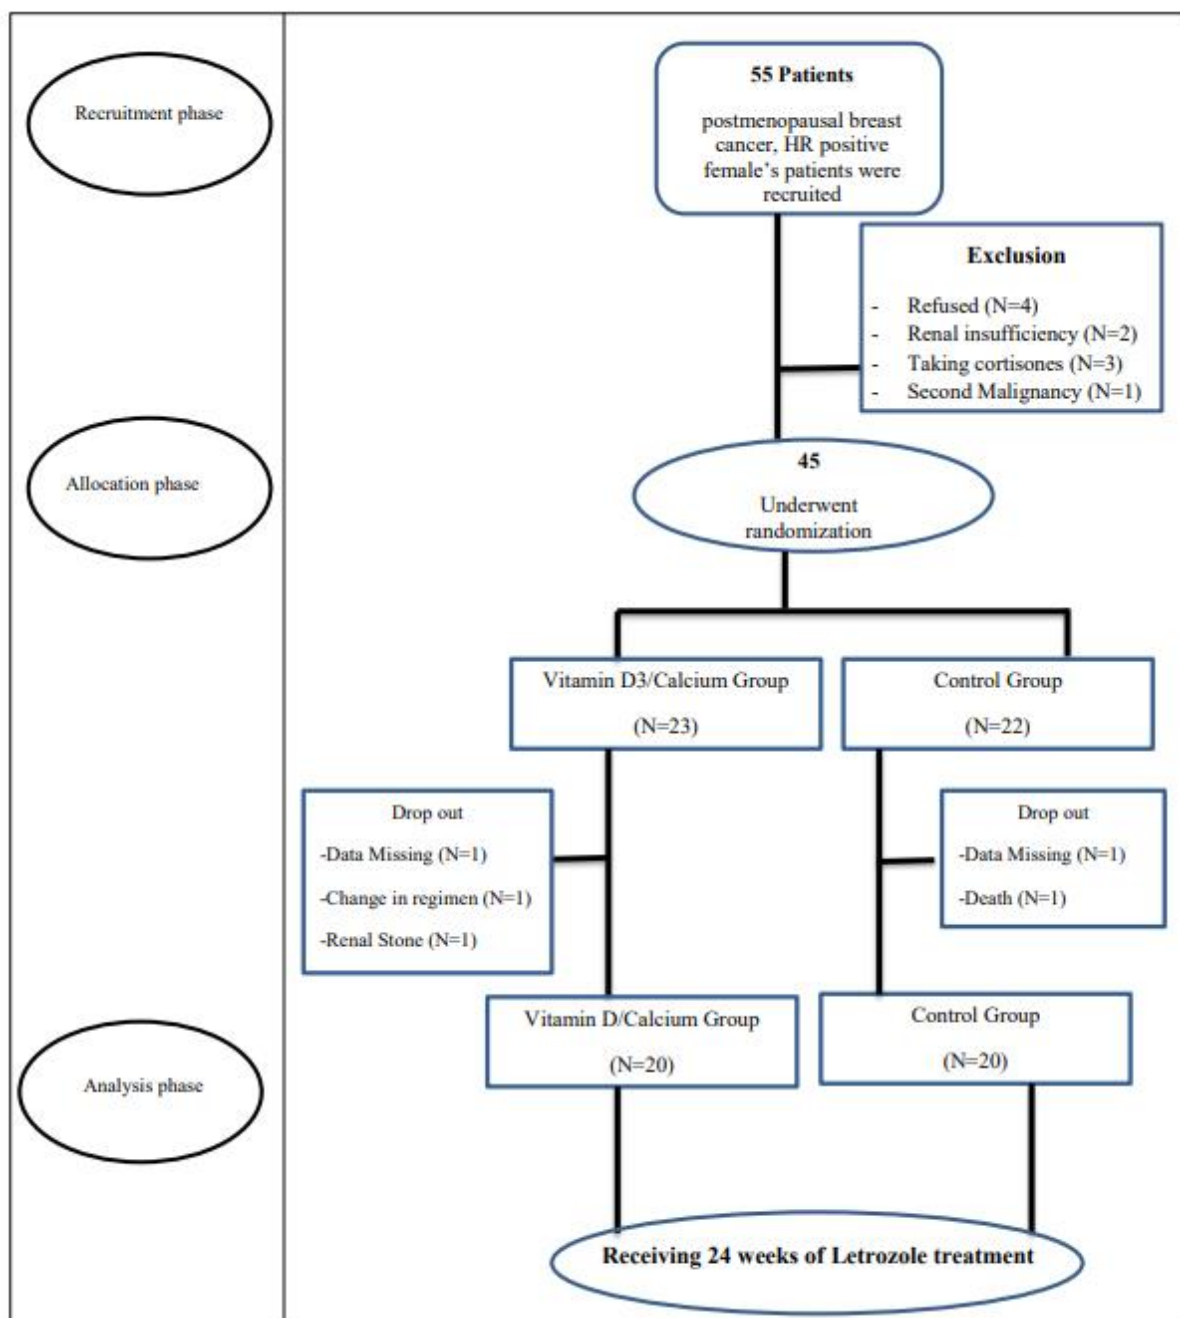 Recruitment phase
55 Patients
postmenopausal breast
cancer, HR positive
female’s patients were
recruited
Exclusion
- Refused (N=4)
- Renal insufficiency (N=2)
- Taking cortisones (N=3)
- Second Malignancy (N=1)
Allocation phase
45
Underwent
randomization
Vitamin D3/Calcium Group
(N=23)
Control Group
(N=22)
Drop out
-Data Missing (N=1)
-Change in regimen (N=1)
-Renal Stone (N=1)
Drop out
-Data Missing (N=1)
-Death (N=1)
Analysis phase
Vitamin D/Calcium Group
(N=20)
Control Group
(N=20)
Receiving 24 weeks of Letrozole treatment